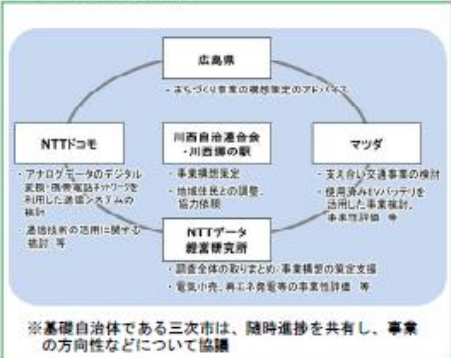 広島県
・まちづくり事業の構想策定のアドバイス
NTTドコモ
・アナログデータのデジタル
変換・携帯電話ネットワークを
利用した通信システムの
検討
・通信技術の活用に関する
検討 等
川西自治連合会
・川西郷の駅
・事業構想策定
・地域住民との調整、
協力依頼
マツダ
・支え合い交通事業の検討
・使用済みEVバッテリを
活用した事業検討、
事業性評価 等
NTTデータ
経営研究所
・調査全体の取りまとめ/事業構想の策定支援
・電気小売、再エネ発電等の事業性評価 等
※基礎自治体である三次市は、随時進捗を共有し、事業
の方向性などについて協議